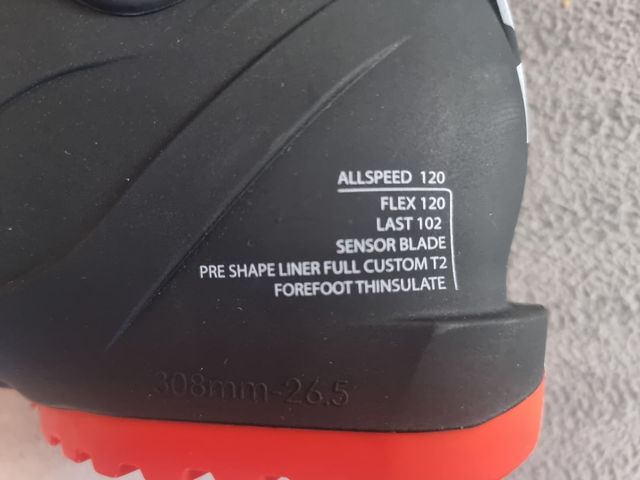 ALLSPEED 120
FLEX 120
LAST 102
SENSOR BLADE
PRE SHAPE LINER FULL CUSTOM T2
FOREFOOT THINSULATE
308mm-26.5